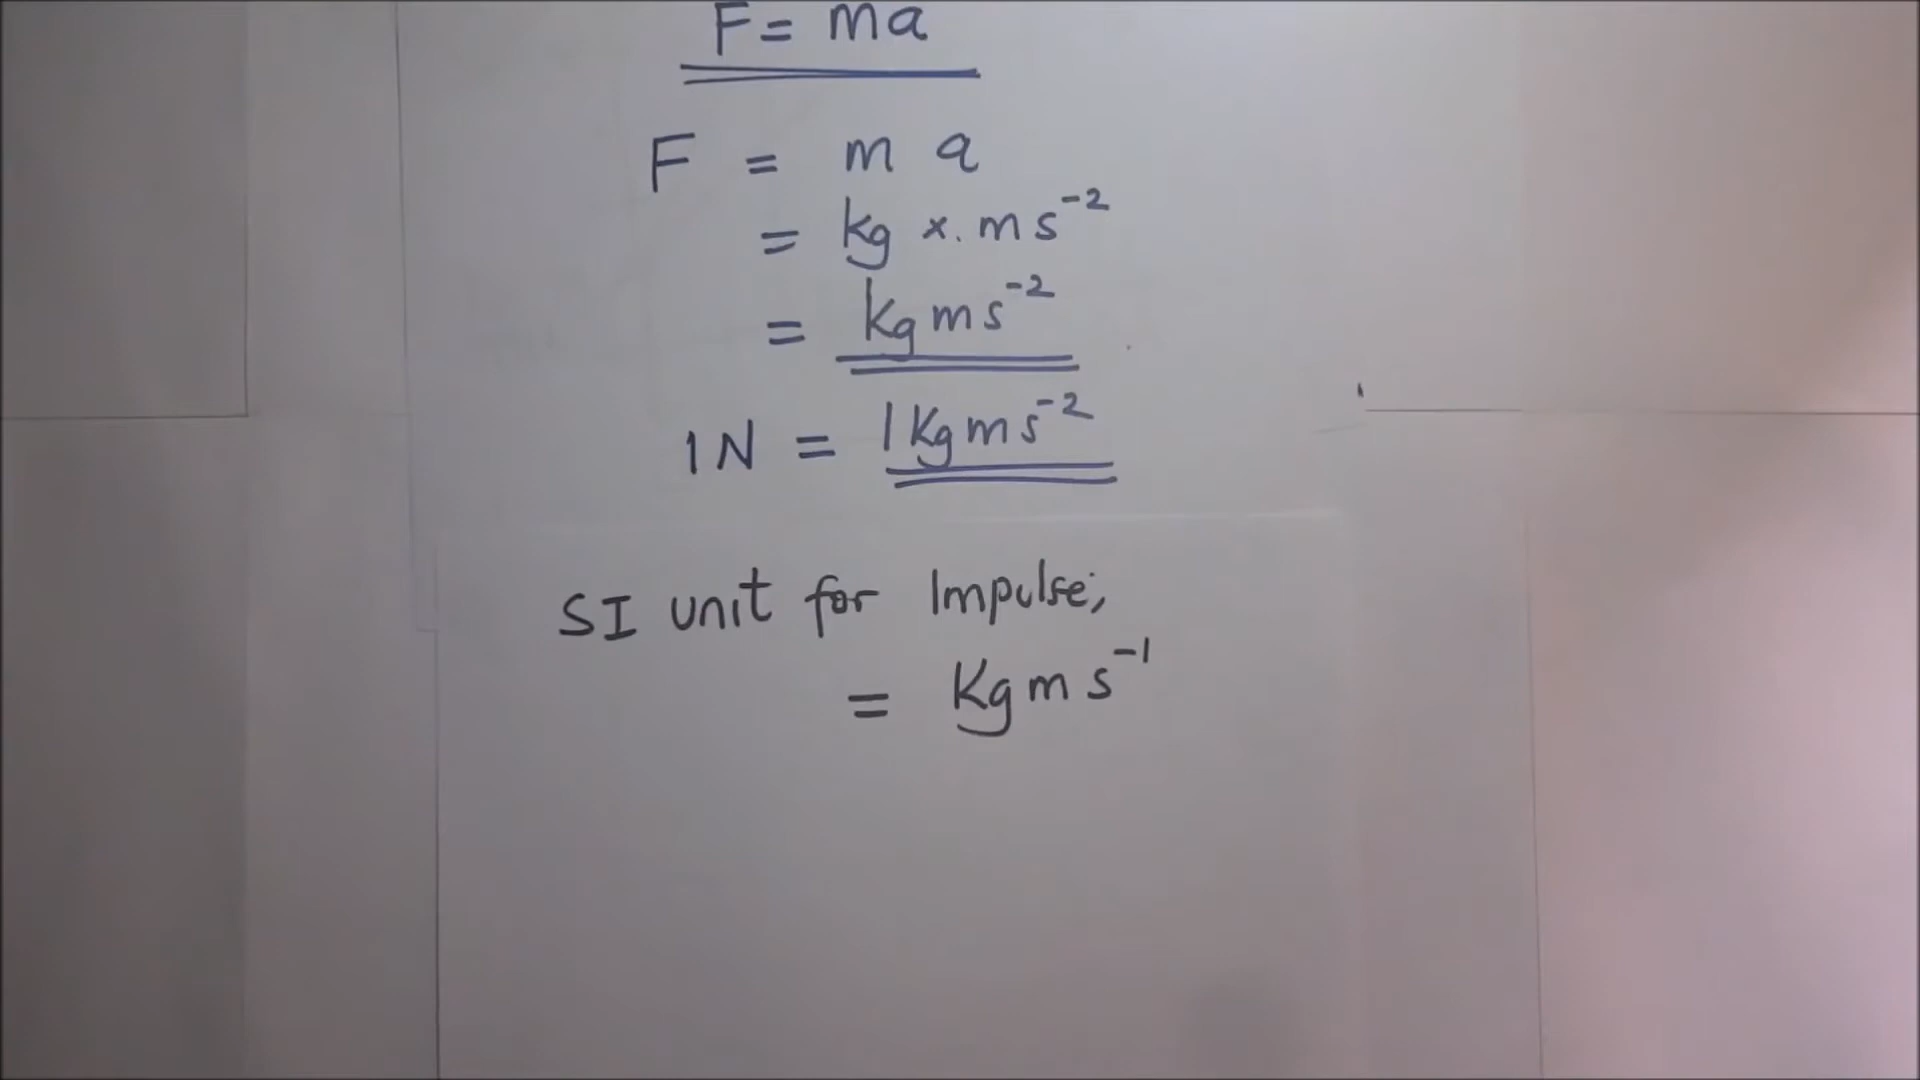 F = ma
F = m a
= kg x. ms⁻²
= kgms⁻²
1N = 1Kgms⁻²
SI unit for Impulse;
= Kgms⁻¹